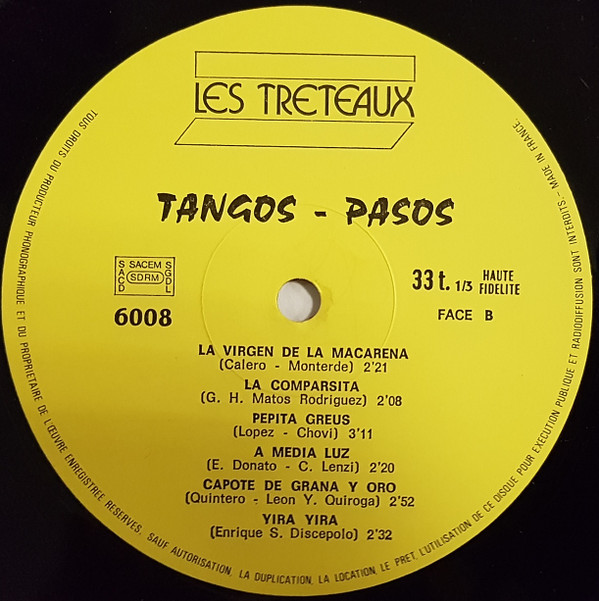 LES TRETEAUX
TANGOS - PASOS
SACD SACEM SGDL
SDRM
6008
33 t. 1/3 HAUTE FIDELITE
FACE B
LA VIRGEN DE LA MACARENA
(Calero - Monterde) 2'21
LA COMPARSITA
(G. H. Matos Rodriguez) 2'08
PEPITA GREUS
(Lopez - Chovi) 3'11
A MEDIA LUZ
(E. Donato - C. Lenzi) 2'20
CAPOTE DE GRANA Y ORO
(Quintero - Leon Y. Quiroga) 2'52
YIRA YIRA
(Enrique S. Discepolo) 2'32
TOUS DROITS DU PRODUCTEUR PHONOGRAPHIQUE ET DU PROPRIETAIRE DE L'ŒUVRE ENREGISTREE RESERVES. SAUF AUTORISATION, LA DUPLICATION, LA LOCATION, LE PRET, L'UTILISATION DE CE DISQUE POUR EXECUTION PUBLIQUE ET RADIODIFFUSION SONT INTERDITS. - MADE IN FRANCE.